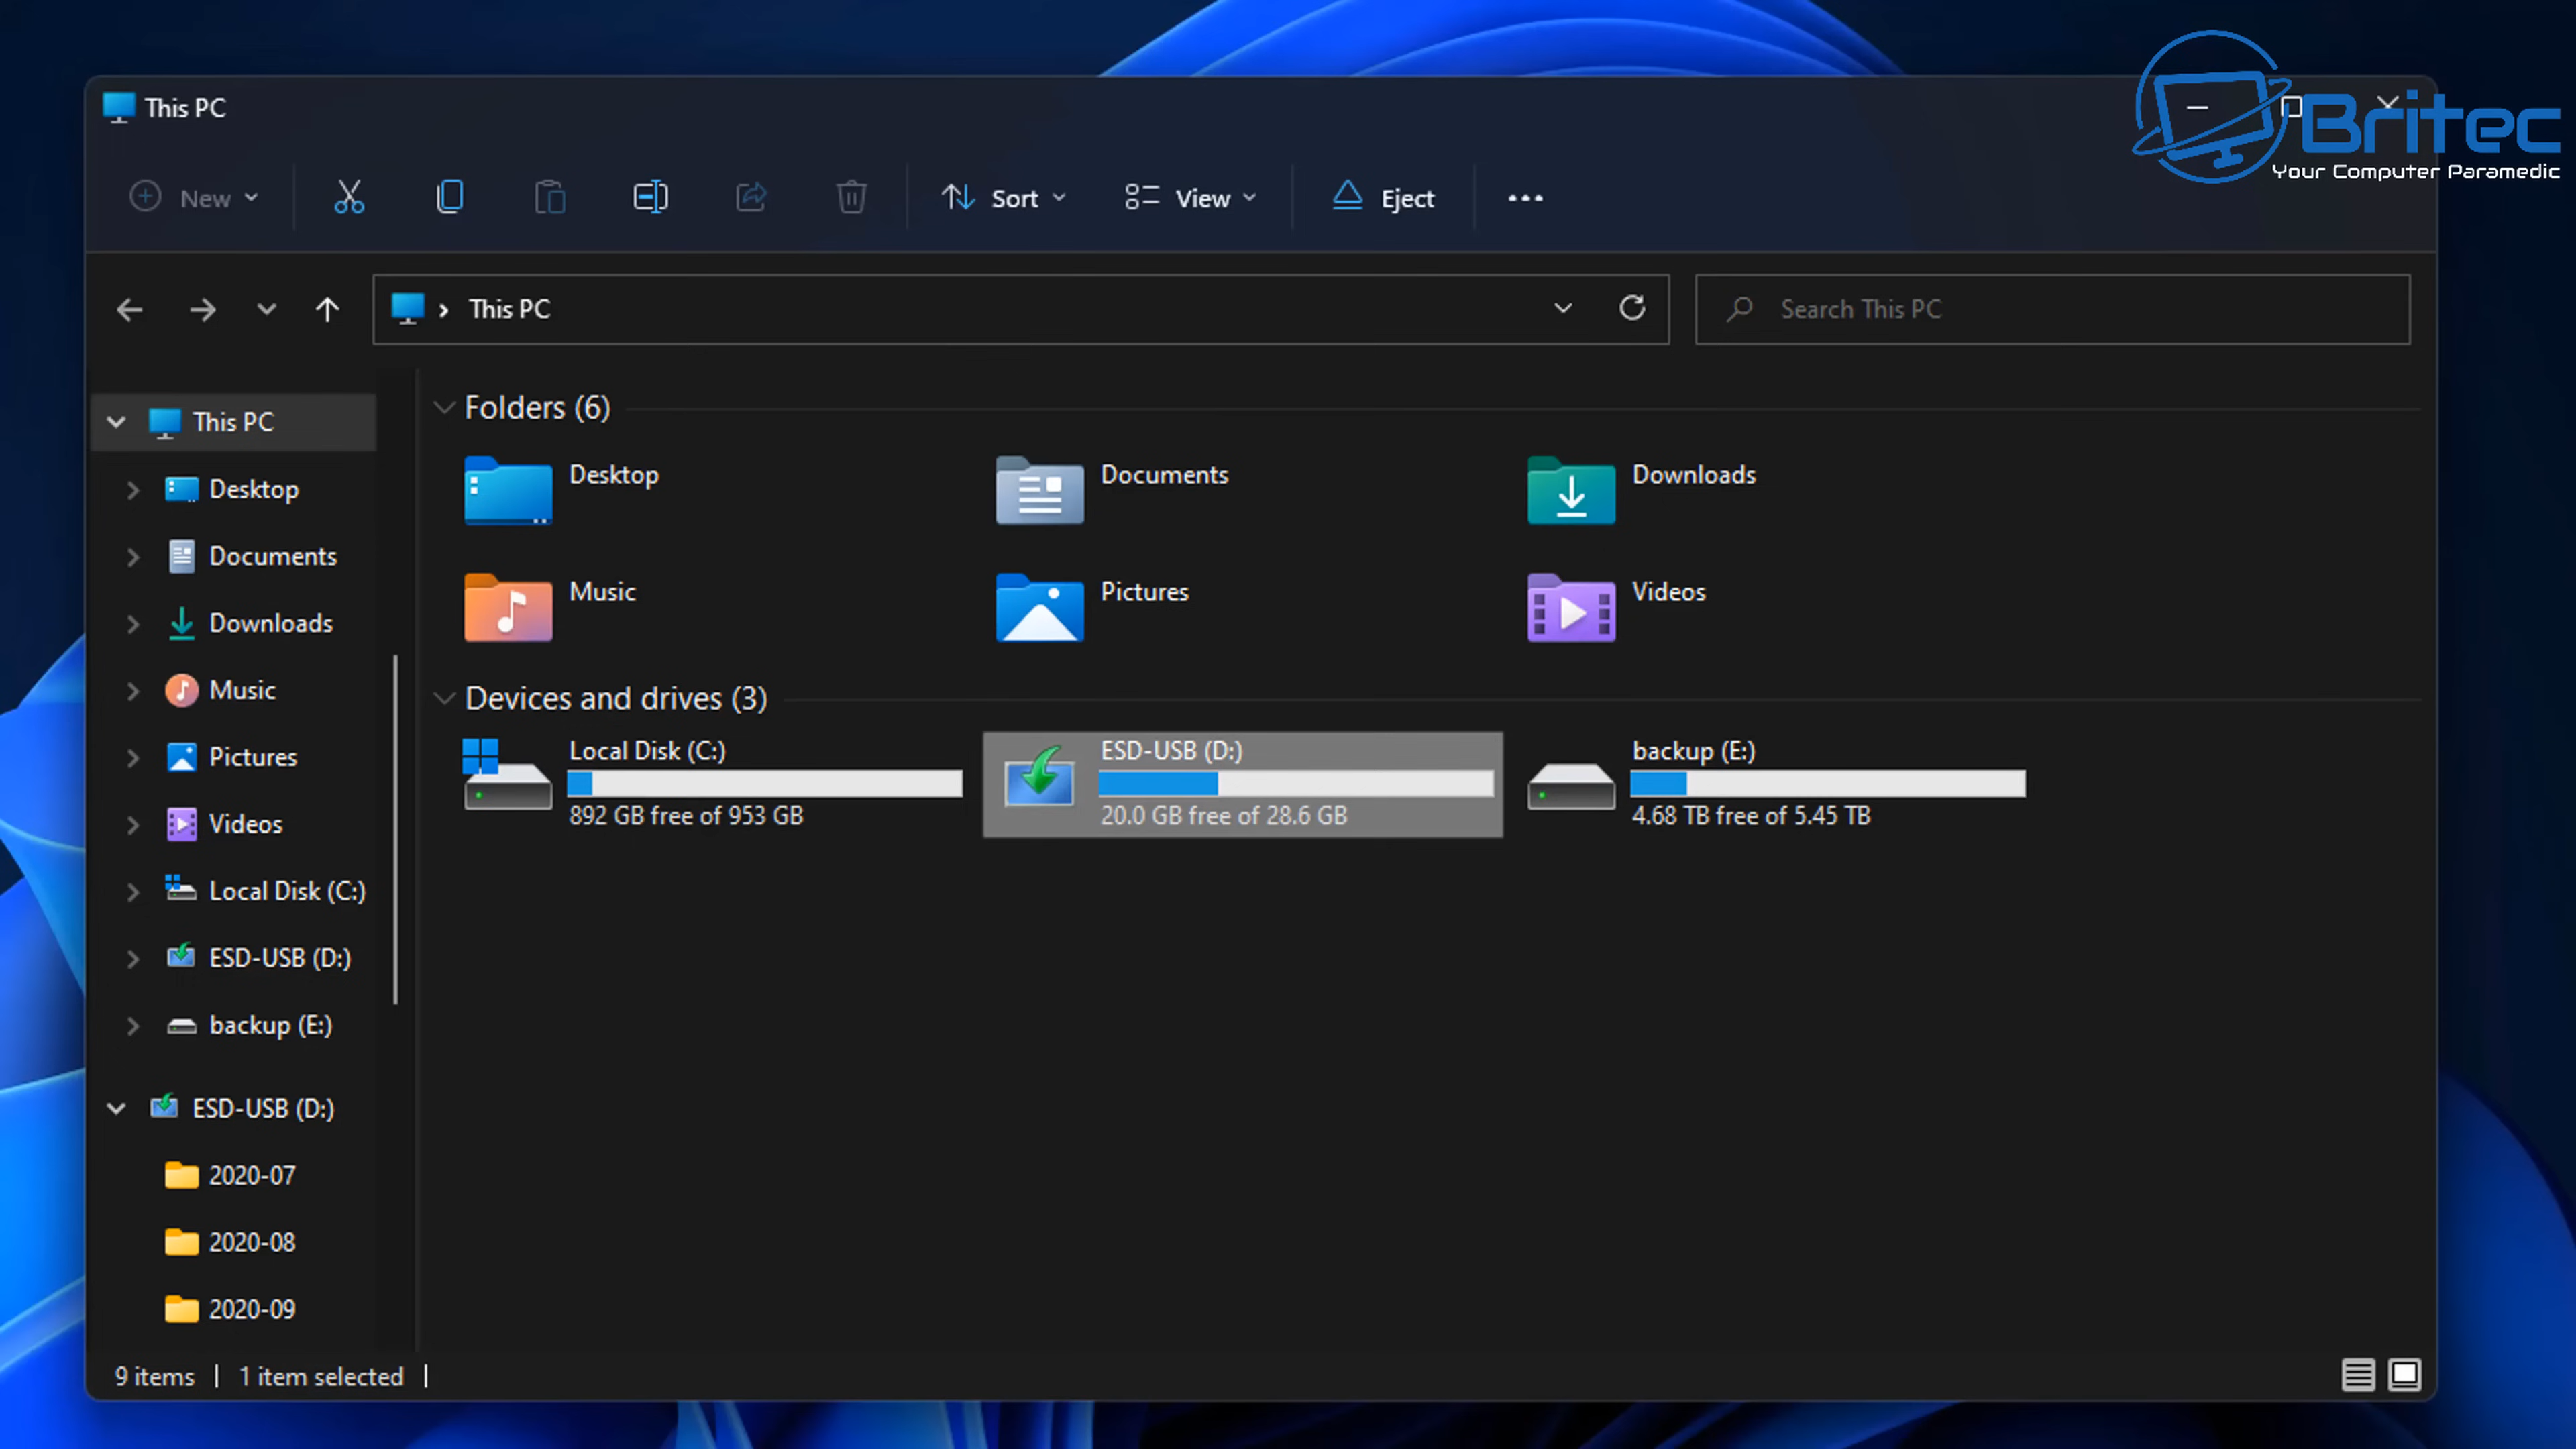 This PC
Britec
Your Computer Paramedic
New
Sort
View
Eject
This PC
Search This PC
This PC
Desktop
Documents
Downloads
Music
Pictures
Videos
Local Disk (C:)
ESD-USB (D:)
backup (E:)
ESD-USB (D:)
2020-07
2020-08
2020-09
Folders (6)
Desktop
Documents
Downloads
Music
Pictures
Videos
Devices and drives (3)
Local Disk (C:)
892 GB free of 953 GB
ESD-USB (D:)
20.0 GB free of 28.6 GB
backup (E:)
4.68 TB free of 5.45 TB
9 items
1 item selected